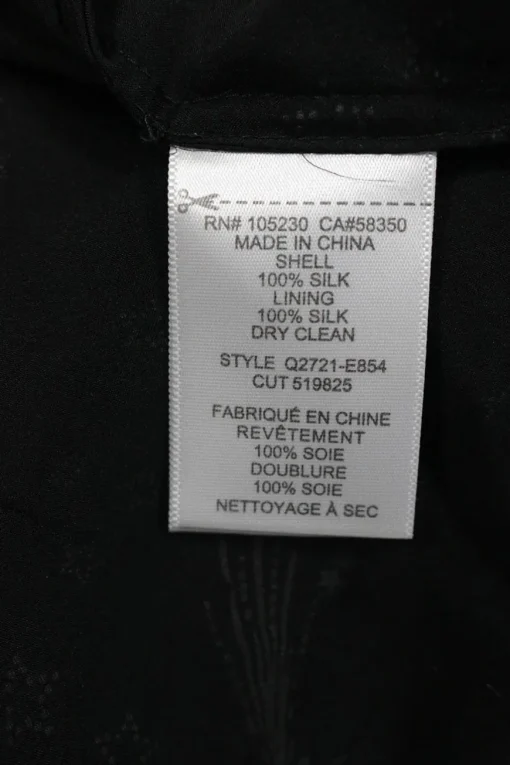 RN# 105230 CA#58350
MADE IN CHINA
SHELL
100% SILK
LINING
100% SILK
DRY CLEAN
STYLE Q2721-E854
CUT 519825
FABRIQUÉ EN CHINE
REVÊTEMENT
100% SOIE
DOUBLURE
100% SOIE
NETTOYAGE À SEC